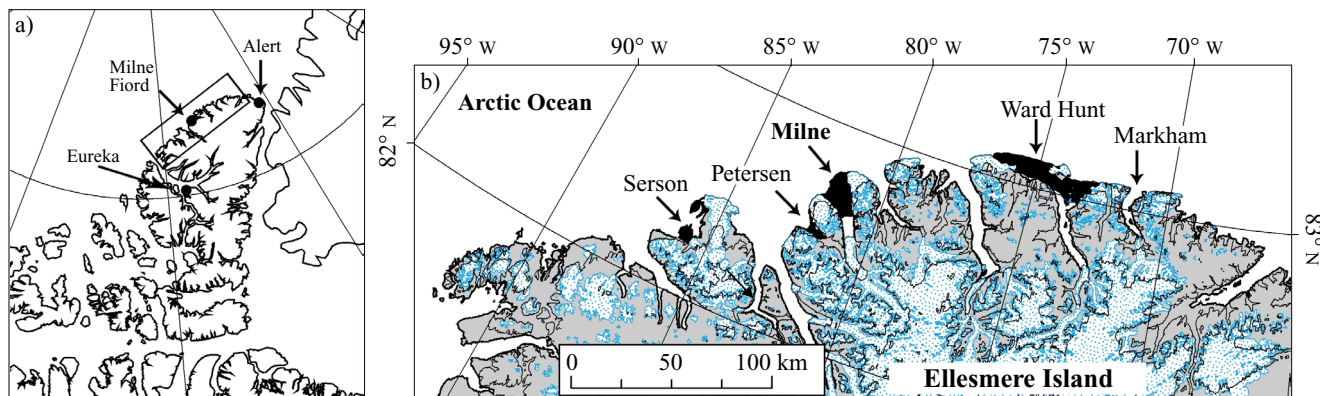 a)
Alert
Milne
Fiord
Eureka
95° W
90° W
85° W
80° W
75° W
70° W
b)
Arctic Ocean
82° N
Ward Hunt
Milne
Markham
Petersen
Serson
83° N
0 50 100 km
Ellesmere Island